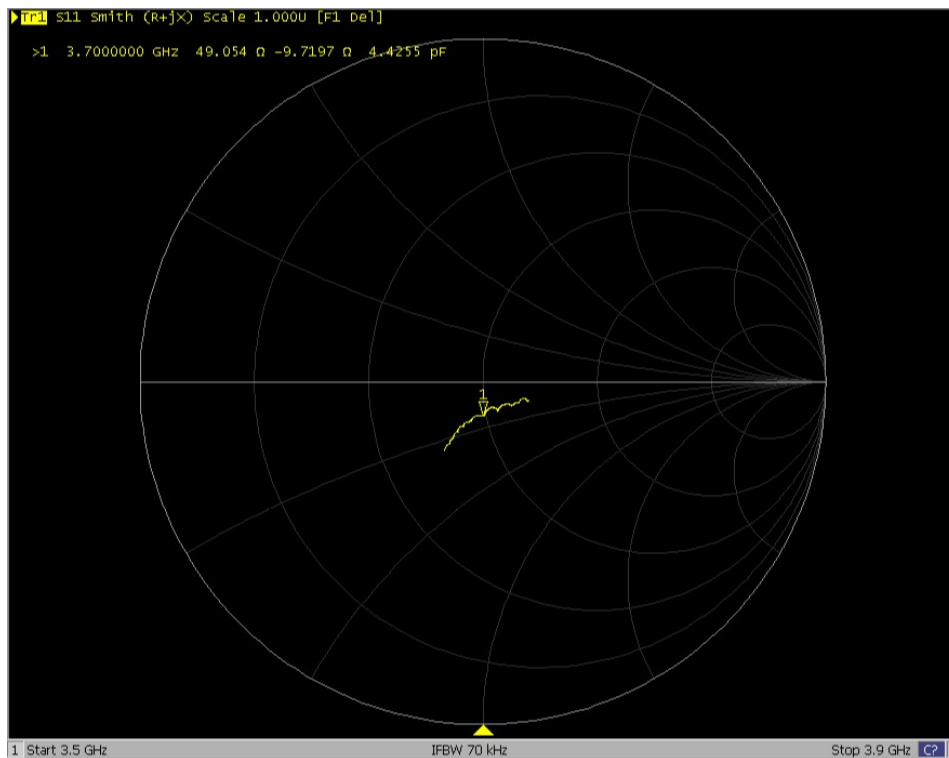 Tr1 S11 Smith (R+jX) Scale 1.000U [F1 Del]
>1 3.7000000 GHz 49.054 Ω -9.7197 Ω 4.4255 pF
1
1 Start 3.5 GHz IFBW 70 kHz Stop 3.9 GHz C?